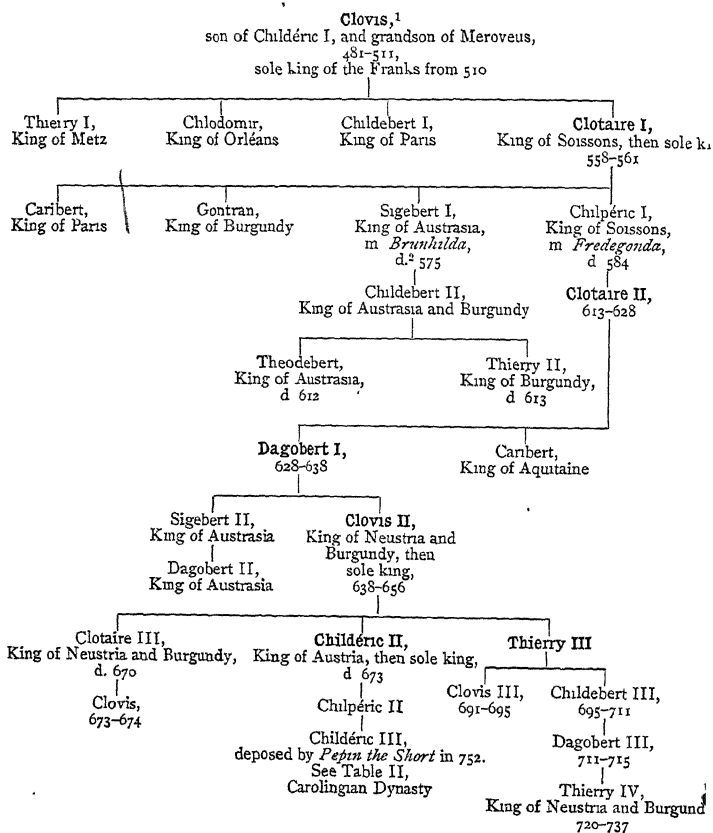 Clovis,¹
son of Childéric I, and grandson of Meroveus,
481–511,
sole king of the Franks from 510
Thierry I,
King of Metz
Chlodomir,
King of Orléans
Childebert I,
King of Paris
Clotaire I,
King of Soissons, then sole k
558–561
Caribert,
King of Paris
Gontran,
King of Burgundy
Sigebert I,
King of Austrasia,
m Brunhilda,
d.² 575
Chilpéric I,
King of Soissons,
m Fredegonda,
d 584
Childebert II,
King of Austrasia and Burgundy
Clotaire II,
613–628
Theodebert,
King of Austrasia,
d 612
Thierry II,
King of Burgundy,
d 613
Dagobert I,
628–638
Caribert,
King of Aquitaine
Sigebert II,
King of Austrasia
Clovis II,
King of Neustria and
Burgundy, then
sole king,
638–656
Dagobert II,
King of Austrasia
Clotaire III,
King of Neustria and Burgundy,
d. 670
Childéric II,
King of Austria, then sole king,
d 673
Thierry III
Clovis,
673–674
Chilpéric II
Clovis III,
691–695
Childebert III,
695–711
Childéric III,
deposed by Pepin the Short in 752.
See Table II,
Carolingian Dynasty
Dagobert III,
711–715
Thierry IV,
King of Neustria and Burgund
720–737